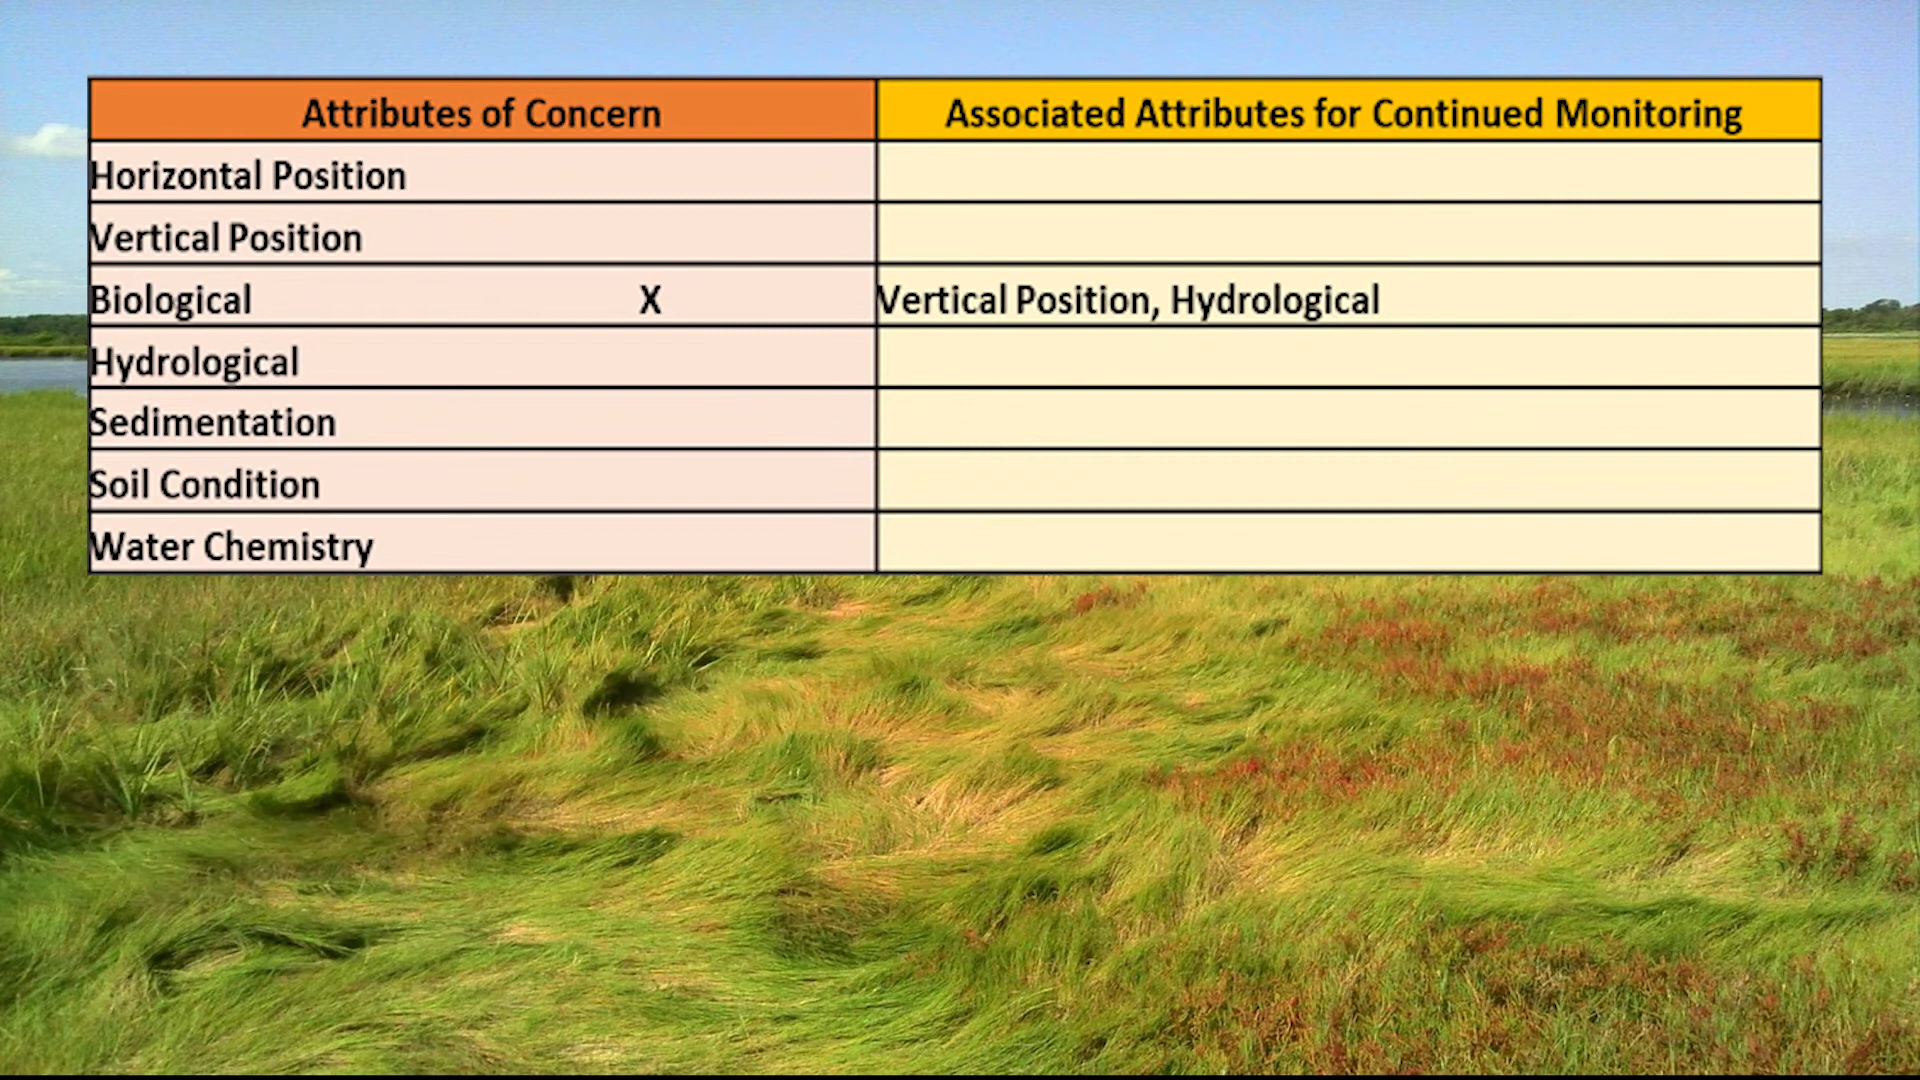 Attributes of Concern Associated Attributes for Continued Monitoring
Horizontal Position
Vertical Position
Biological X Vertical Position, Hydrological
Hydrological
Sedimentation
Soil Condition
Water Chemistry